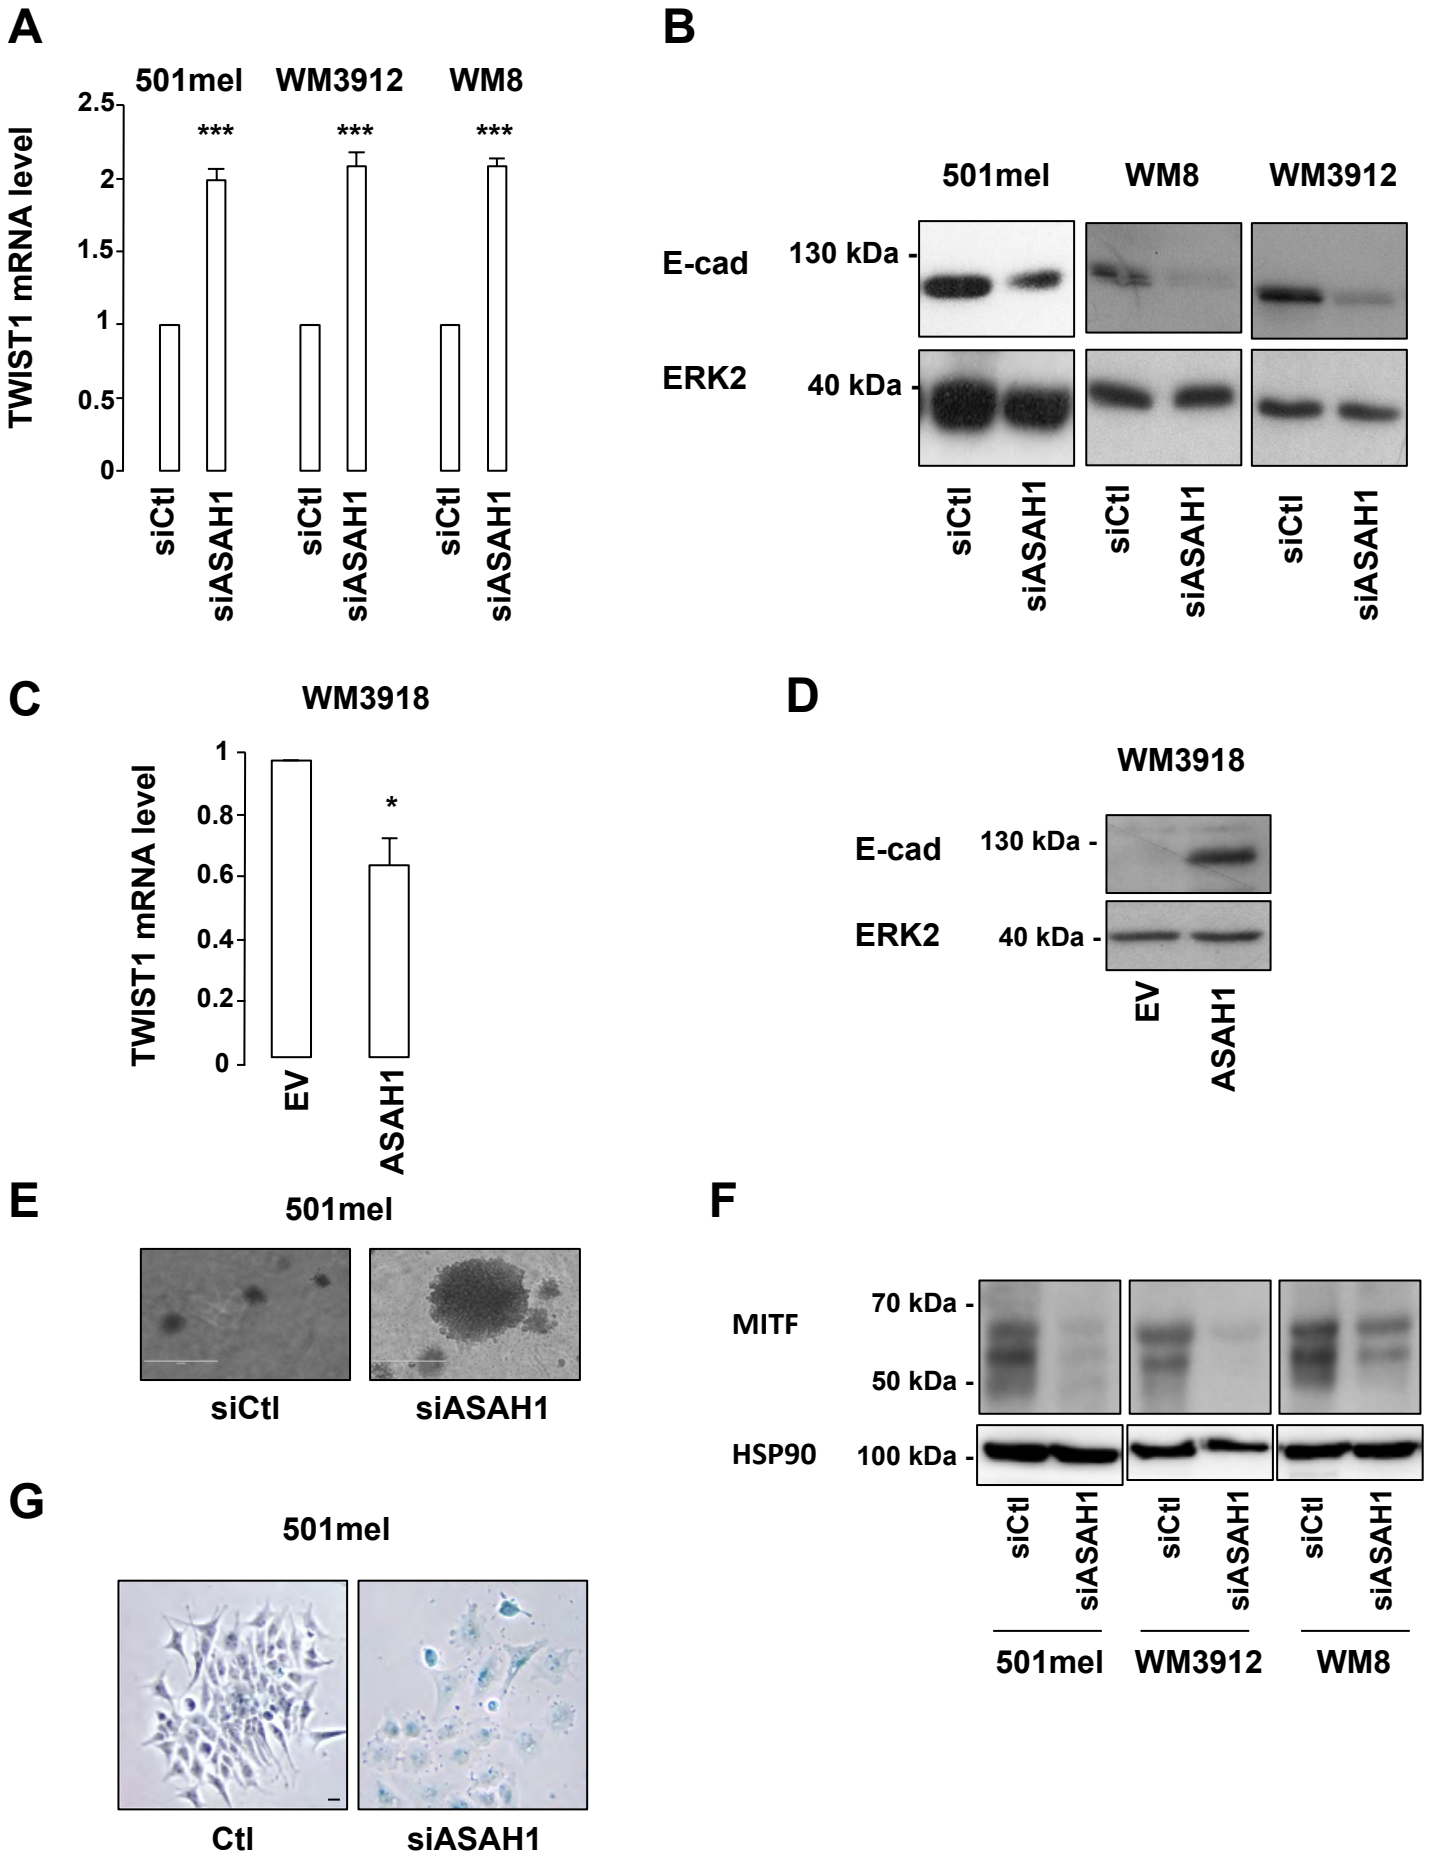 A
501mel WM3912 WM8
TWIST1 mRNA level
2.5
2
1.5
1
0.5
0
*** *** ***
siCtl siASAH1 siCtl siASAH1 siCtl siASAH1
B
501mel WM8 WM3912
E-cad 130 kDa -
ERK2 40 kDa -
siCtl siASAH1 siCtl siASAH1 siCtl siASAH1
C
WM3918
TWIST1 mRNA level
1
0.8
0.6
0.4
0.2
0
*
EV ASAH1
D
WM3918
E-cad 130 kDa -
ERK2 40 kDa -
EV ASAH1
E
501mel
siCtl siASAH1
F
MITF
70 kDa -
50 kDa -
HSP90 100 kDa -
siCtl siASAH1 siCtl siASAH1 siCtl siASAH1
501mel WM3912 WM8
G
501mel
Ctl siASAH1